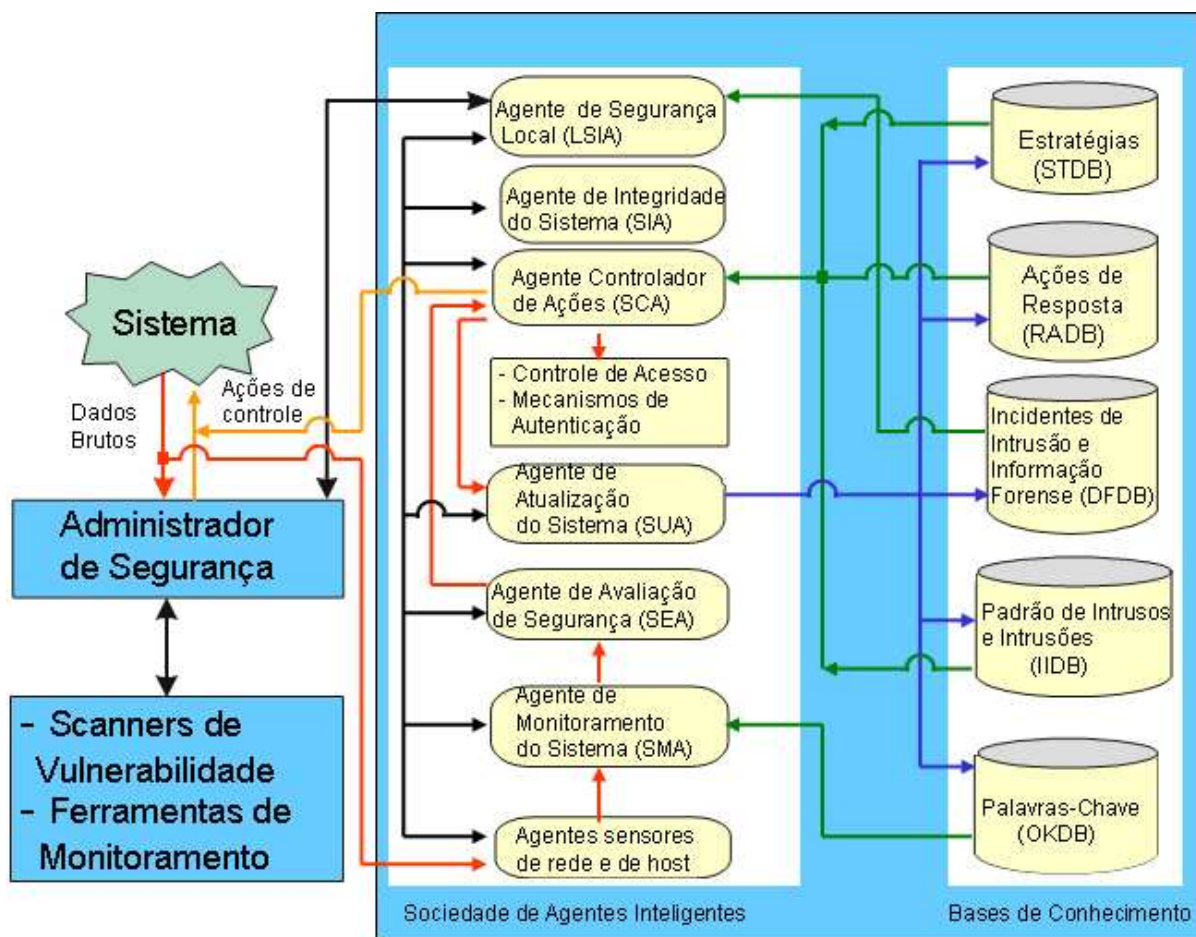 Sistema
Dados
Brutos
Ações de
controle
Administrador
de Segurança
- Scanners de
Vulnerabilidade
- Ferramentas de
Monitoramento
Agente de Segurança
Local (LSIA)
Agente de Integridade
do Sistema (SIA)
Agente Controlador
de Ações (SCA)
- Controle de Acesso
- Mecanismos de
Autenticação
Agente de
Atualização
do Sistema (SUA)
Agente de Avaliação
de Segurança (SEA)
Agente de
Monitoramento
do Sistema (SMA)
Agentes sensores
de rede e de host
Sociedade de Agentes Inteligentes
Estratégias
(STDB)
Ações de
Resposta
(RADB)
Incidentes de
Intrusão e
Informação
Forense (DFDB)
Padrão de Intrusos
e Intrusões
(IIDB)
Palavras-Chave
(OKDB)
Bases de Conhecimento